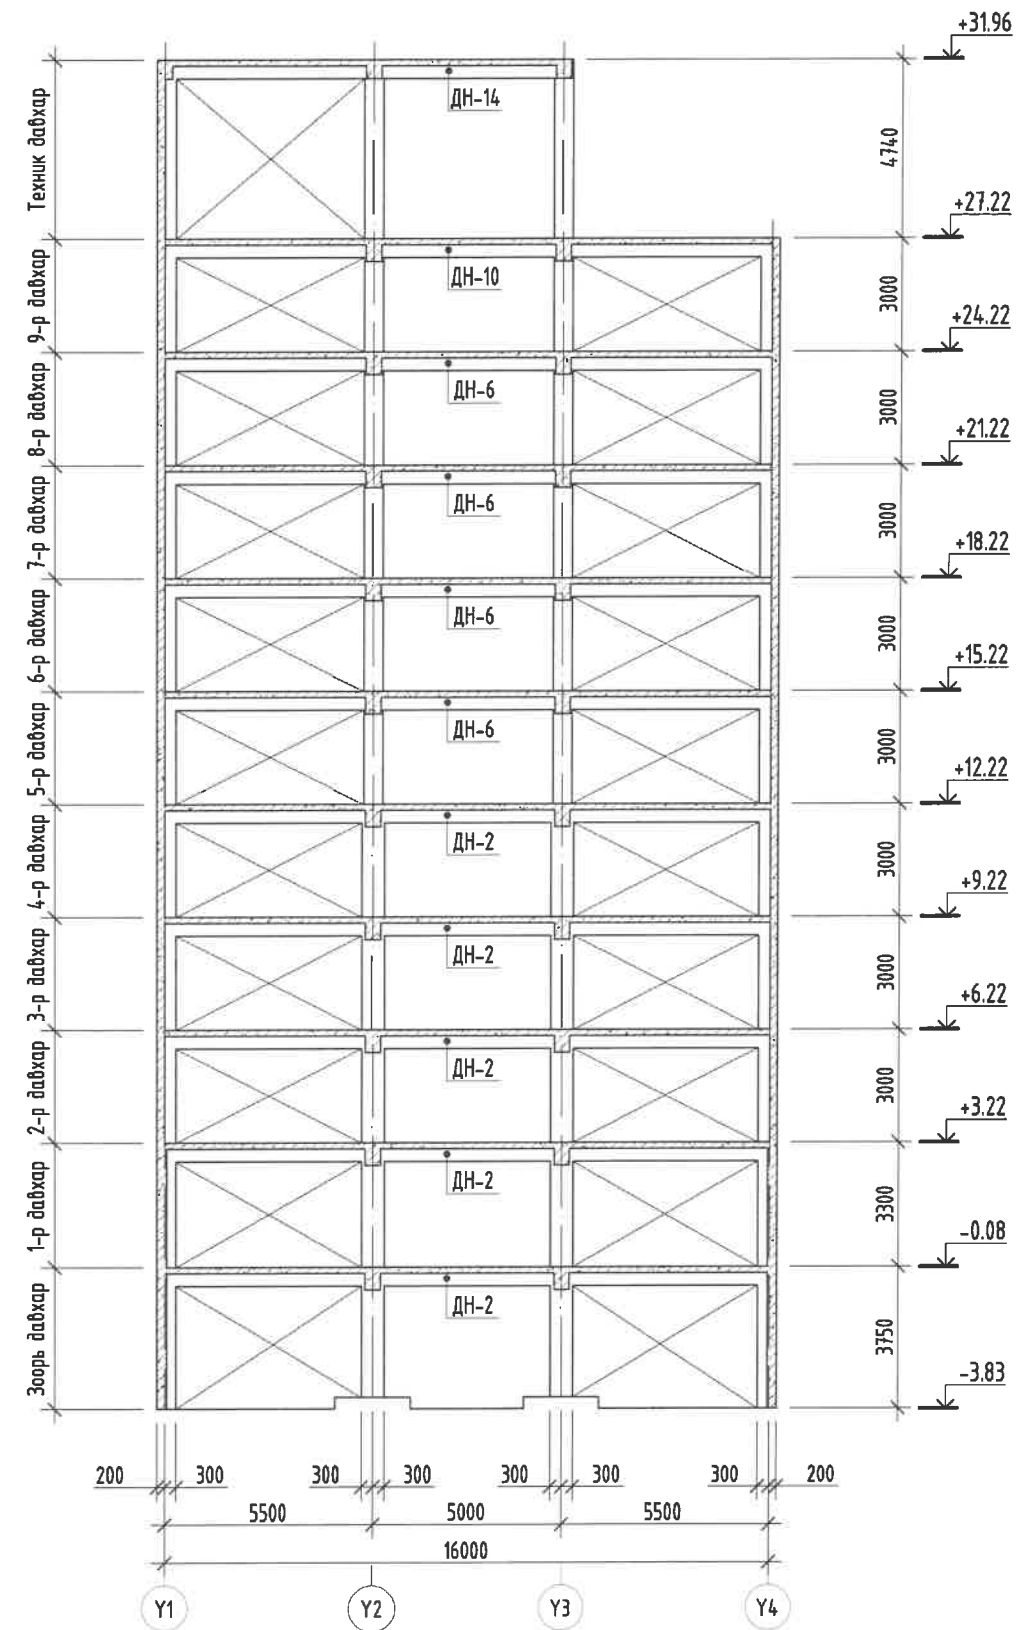 +31.96
Техник давхар
ДН-14
4740
+27.22
9-р давхар
ДН-10
3000
+24.22
8-р давхар
ДН-6
3000
+21.22
7-р давхар
ДН-6
3000
+18.22
6-р давхар
ДН-6
3000
+15.22
5-р давхар
ДН-6
3000
+12.22
4-р давхар
ДН-2
3000
+9.22
3-р давхар
ДН-2
3000
+6.22
2-р давхар
ДН-2
3000
+3.22
1-р давхар
ДН-2
3300
-0.08
Зоорь давхар
ДН-2
3750
-3.83
200 300 300 300 300 300 300 200
5500 5000 5500
16000
Y1 Y2 Y3 Y4